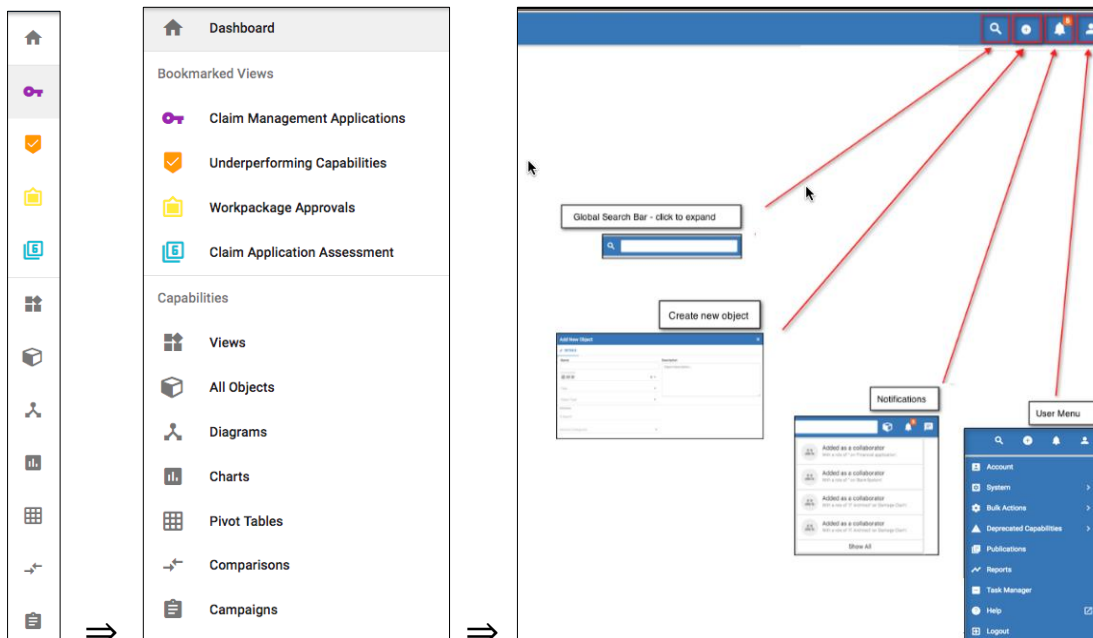 Dashboard
Bookmarked Views
Claim Management Applications
Underperforming Capabilities
Workpackage Approvals
6
6
Claim Application Assessment
Capabilities
Views
All Objects
Diagrams
Charts
Pivot Tables
Comparisons
Campaigns
⇒
⇒
Global Search Bar - click to expand
Create new object
Add New Object
Description
Notifications
Added as a collaborator
Added as a collaborator
Added as a collaborator
Added as a collaborator
Show All
User Menu
Account
System
Bulk Actions
Deprecated Capabilities
Publications
Reports
Task Manager
Help
Logout